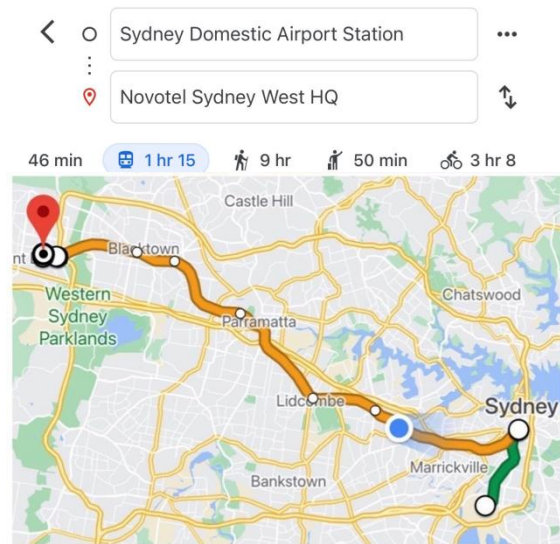 Sydney Domestic Airport Station
Novotel Sydney West HQ
46 min 1 hr 15 9 hr 50 min 3 hr 8
Castle Hill
Blacktown
nt
Western
Sydney
Parklands
Chatswood
Parramatta
Lidcombe
Sydney
Marrickville
Bankstown